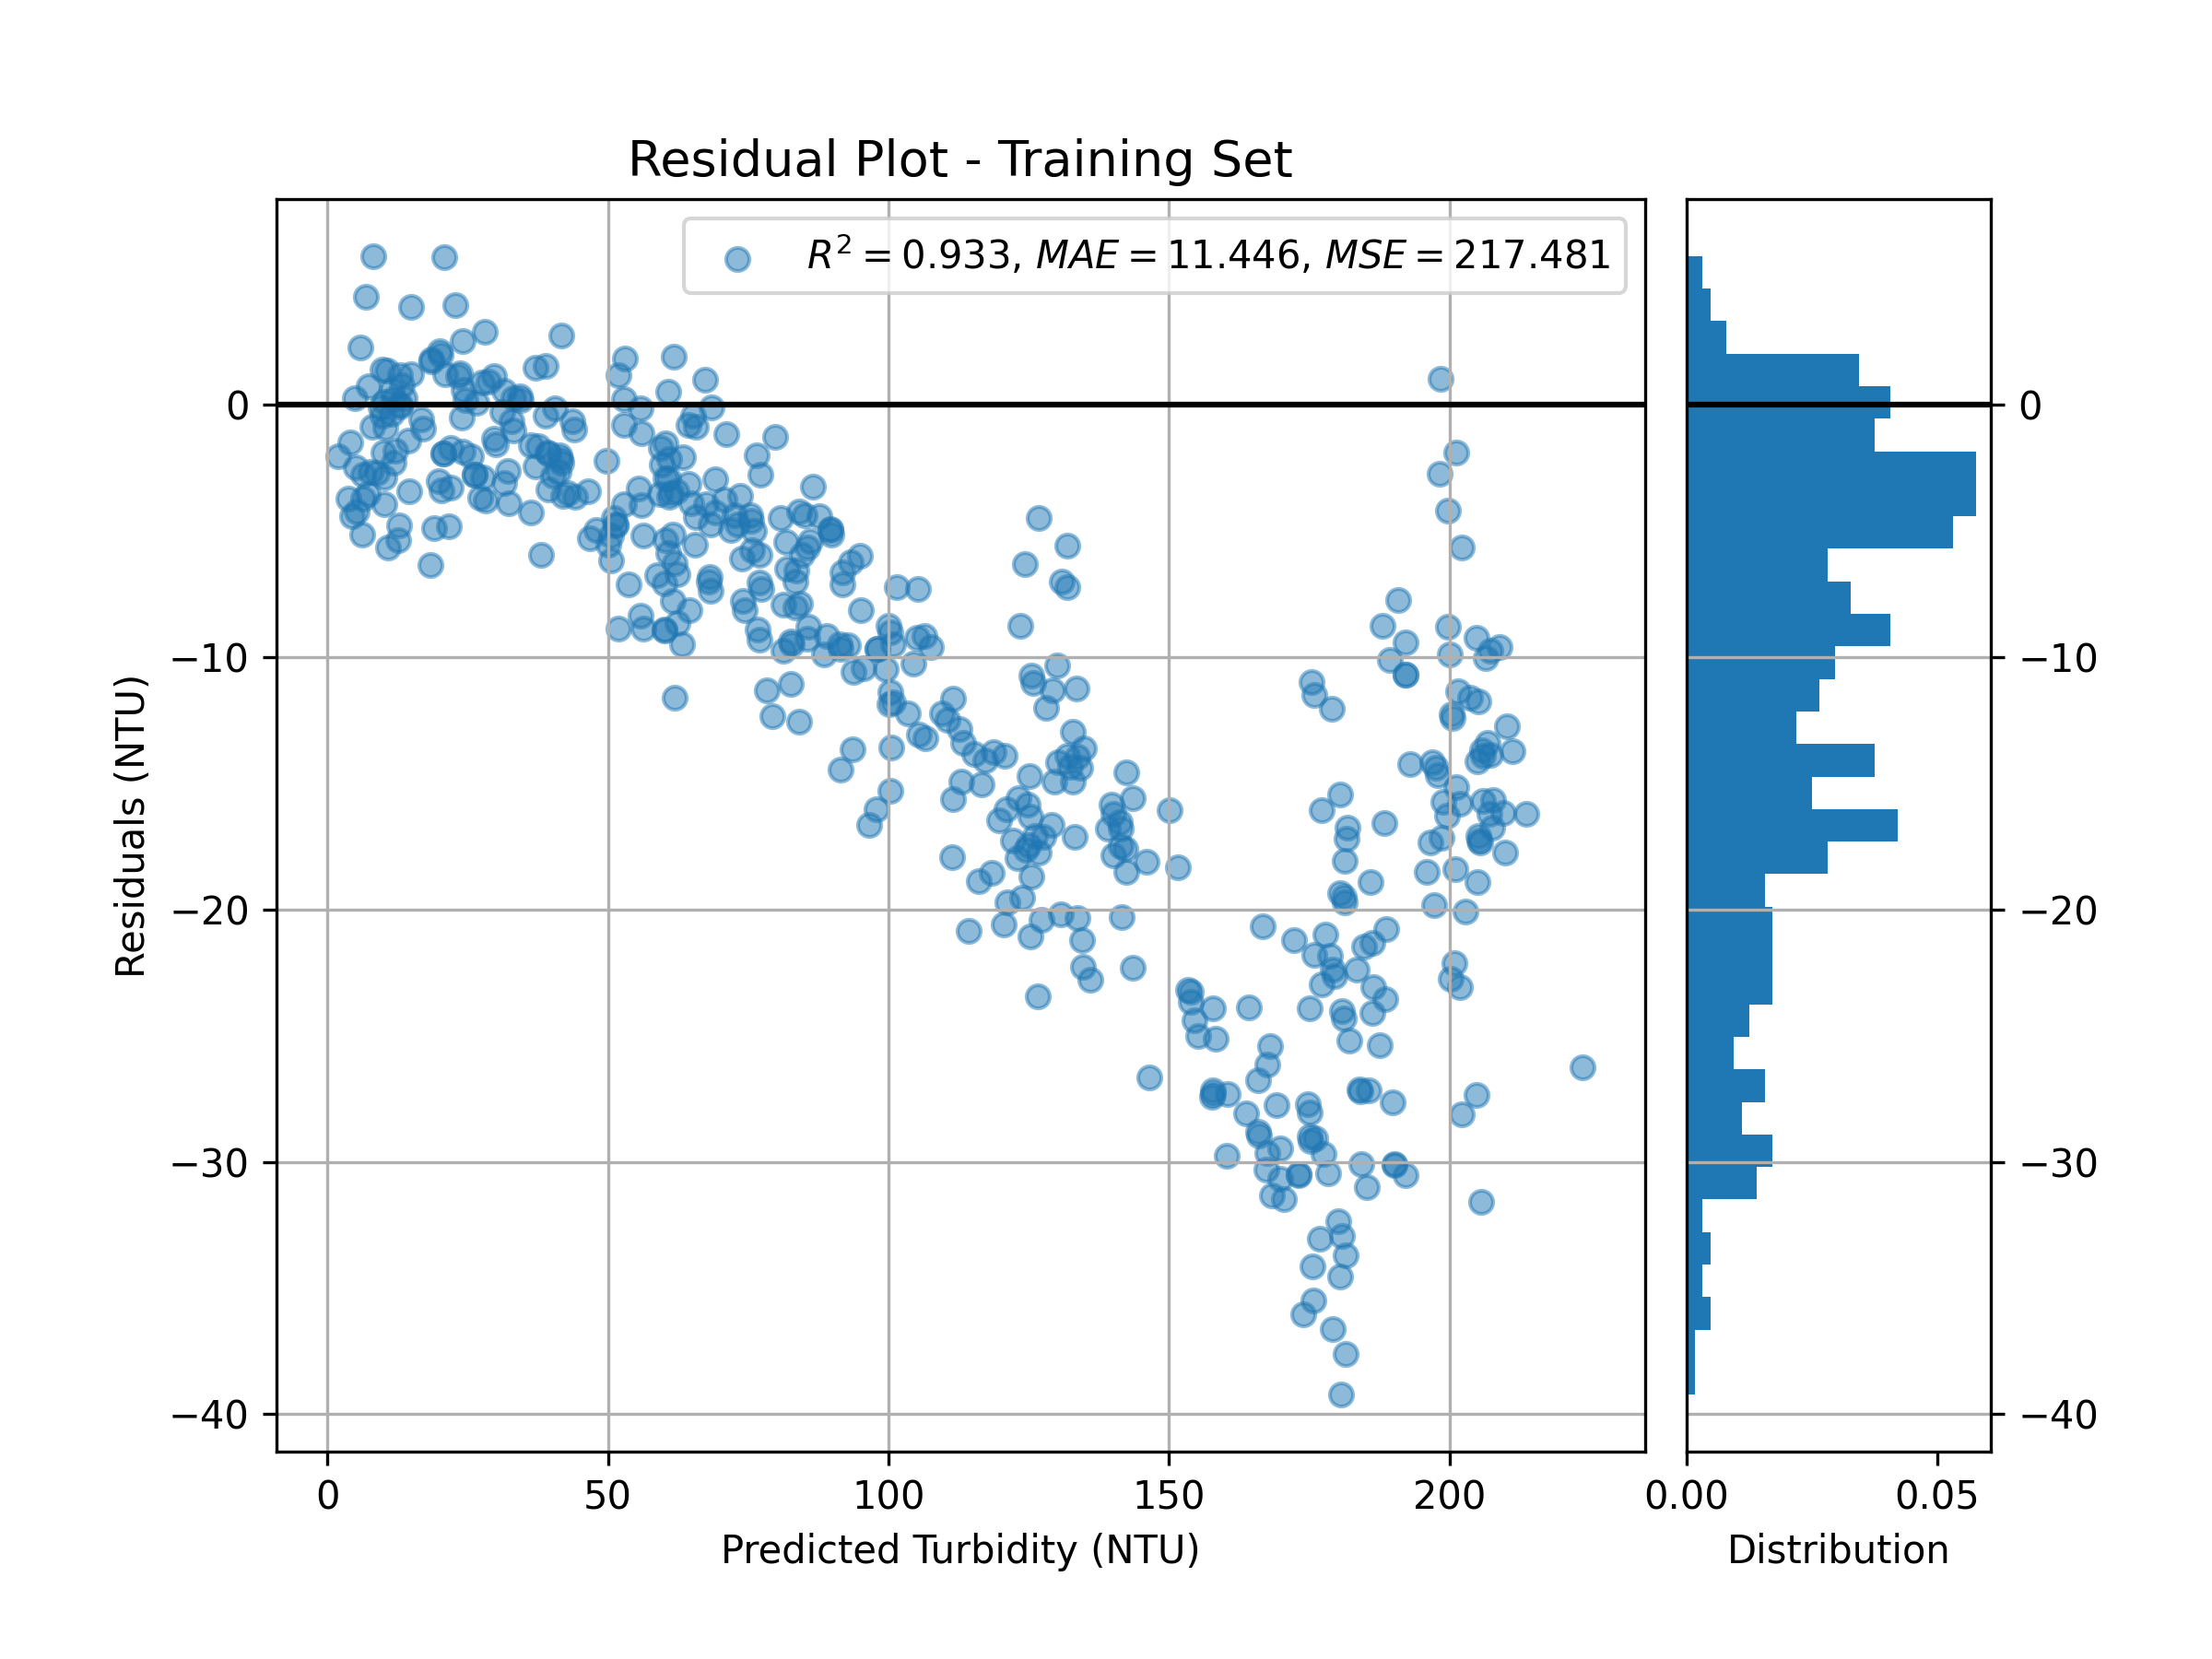 Residual Plot - Training Set
R² = 0.933, MAE = 11.446, MSE = 217.481
Residuals (NTU)
0
−10
−20
−30
−40
0
−10
−20
−30
−40
0 50 100 150 200
0.00 0.05
Predicted Turbidity (NTU)
Distribution